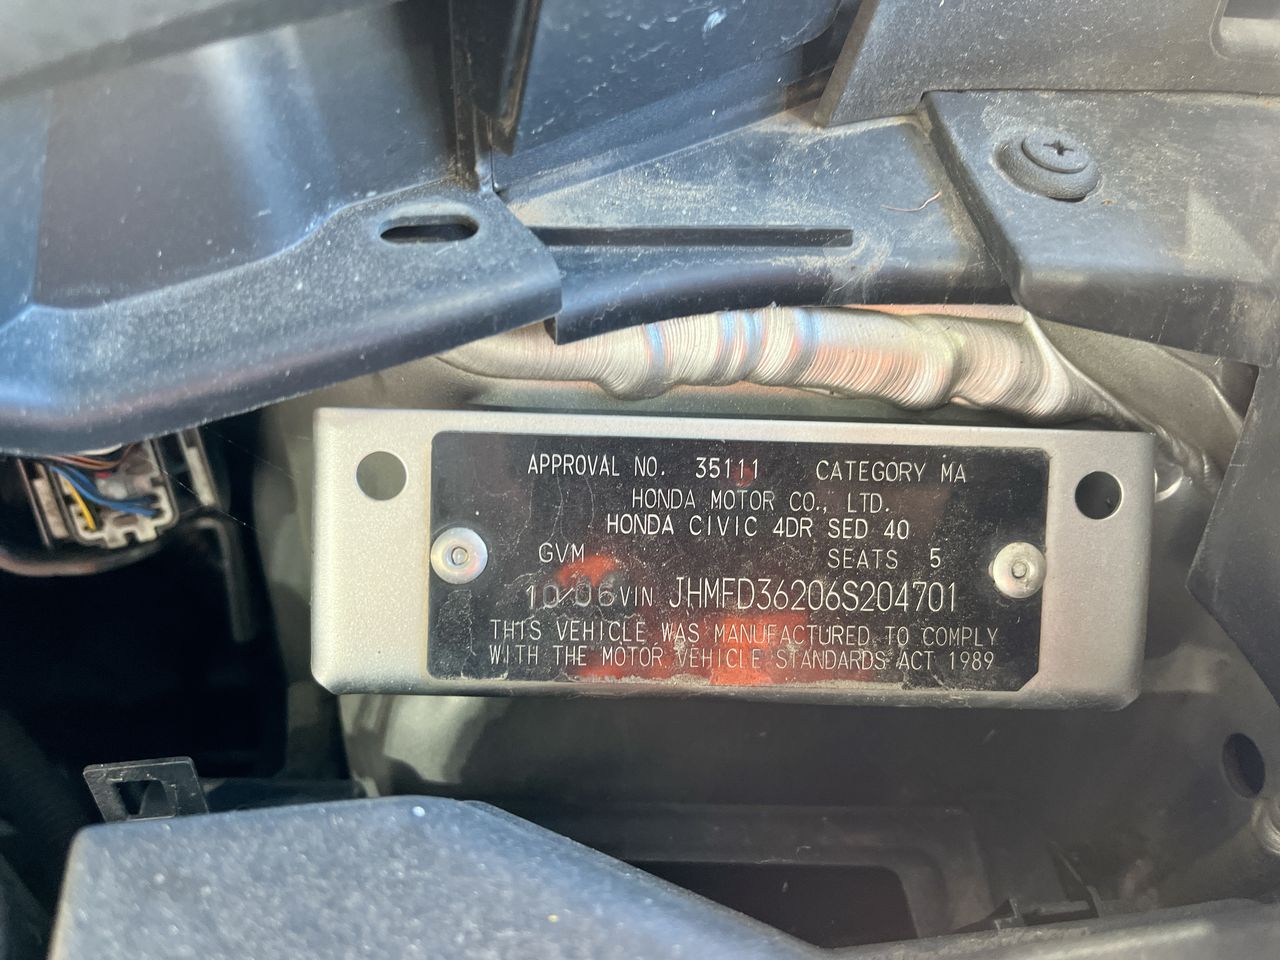 APPROVAL NO. 35111 CATEGORY MA
HONDA MOTOR CO., LTD.
HONDA CIVIC 4DR SED 40
GVM SEATS 5
10/06 VIN JHMFD36206S204701
THIS VEHICLE WAS MANUFACTURED TO COMPLY
WITH THE MOTOR VEHICLE STANDARDS ACT 1989